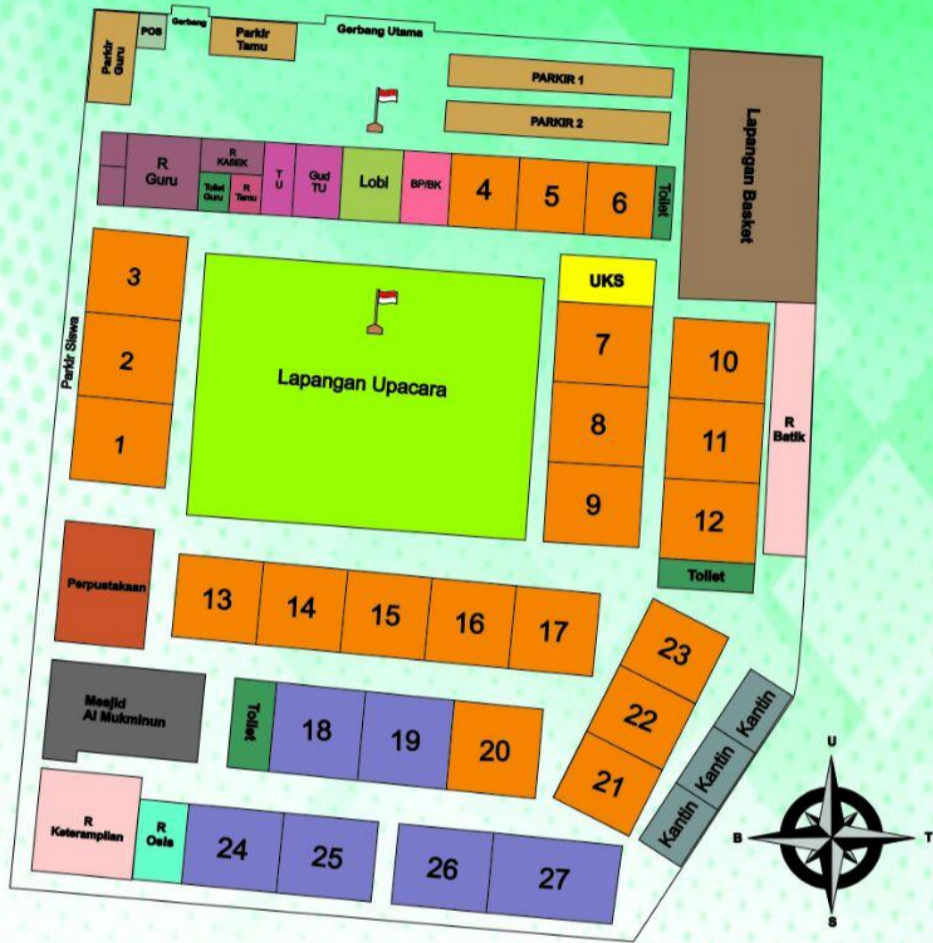 Parkir
Guru
POS
Gerbang
Parkir
Tamu
Gerbang Utama
PARKIR 1
PARKIR 2
Lapangan Basket
R
Guru
R
KASEK
Toilet
Guru
R
Tamu
T
U
Gud
TU
Lobi
BP/BK
4
5
6
Toilet
3
2
1
Parkir Siswa
Lapangan Upacara
UKS
7
8
9
10
11
12
Toilet
R
Batik
Perpustakaan
13
14
15
16
17
23
22
21
Kantin
Kantin
Kantin
Mesjid
Al Mukminun
Toilet
18
19
20
R
Keterampilan
R
Osis
24
25
26
27
U
B
T
S